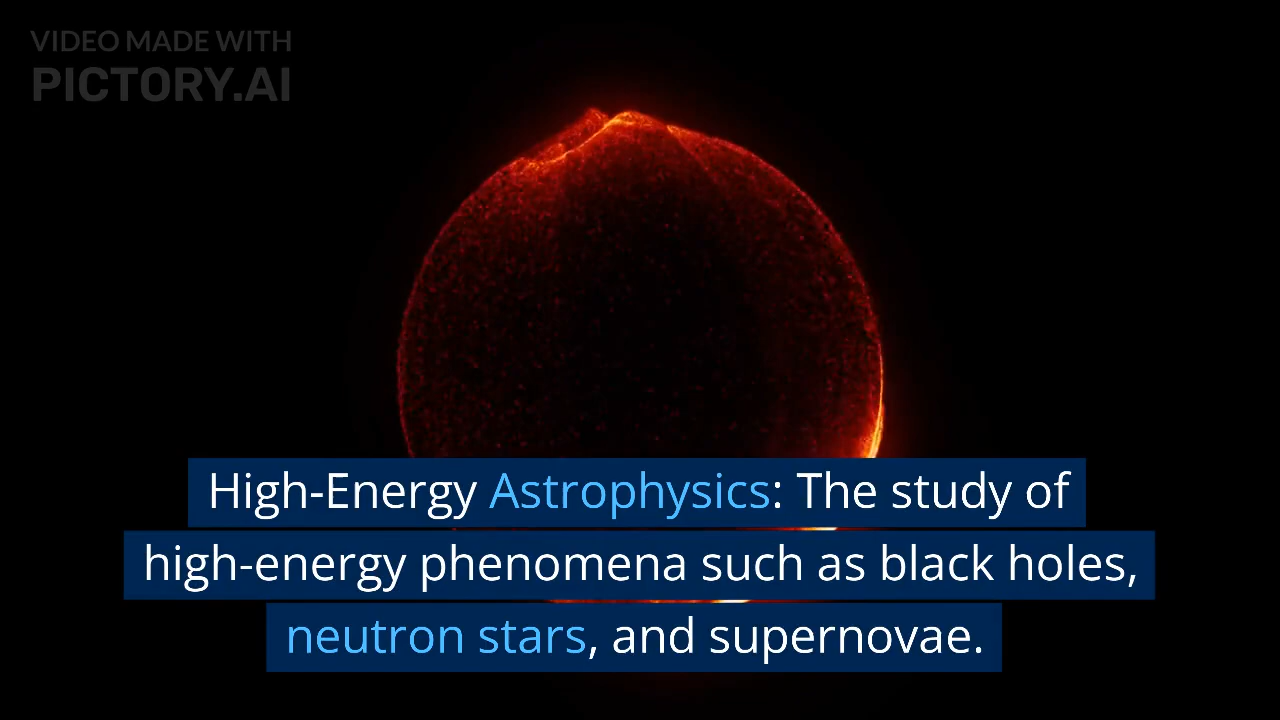 VIDEO MADE WITH
PICTORY.AI
High-Energy Astrophysics: The study of
high-energy phenomena such as black holes,
neutron stars, and supernovae.